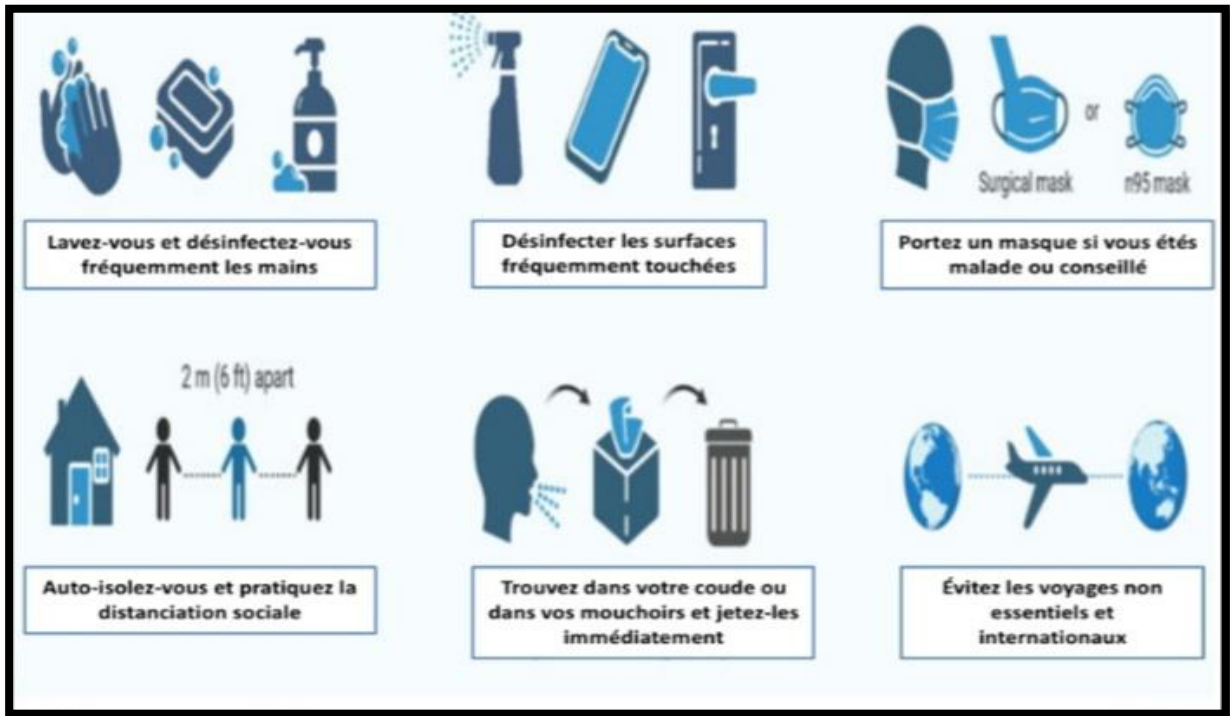 or
Surgical mask
n95 mask
Lavez-vous et désinfectez-vous
fréquemment les mains
Désinfecter les surfaces
fréquemment touchées
Portez un masque si vous étés
malade ou conseillé
2 m (6 ft) apart
Auto-isolez-vous et pratiquez la
distanciation sociale
Trouvez dans votre coude ou
dans vos mouchoirs et jetez-les
immédiatement
Évitez les voyages non
essentiels et
internationaux